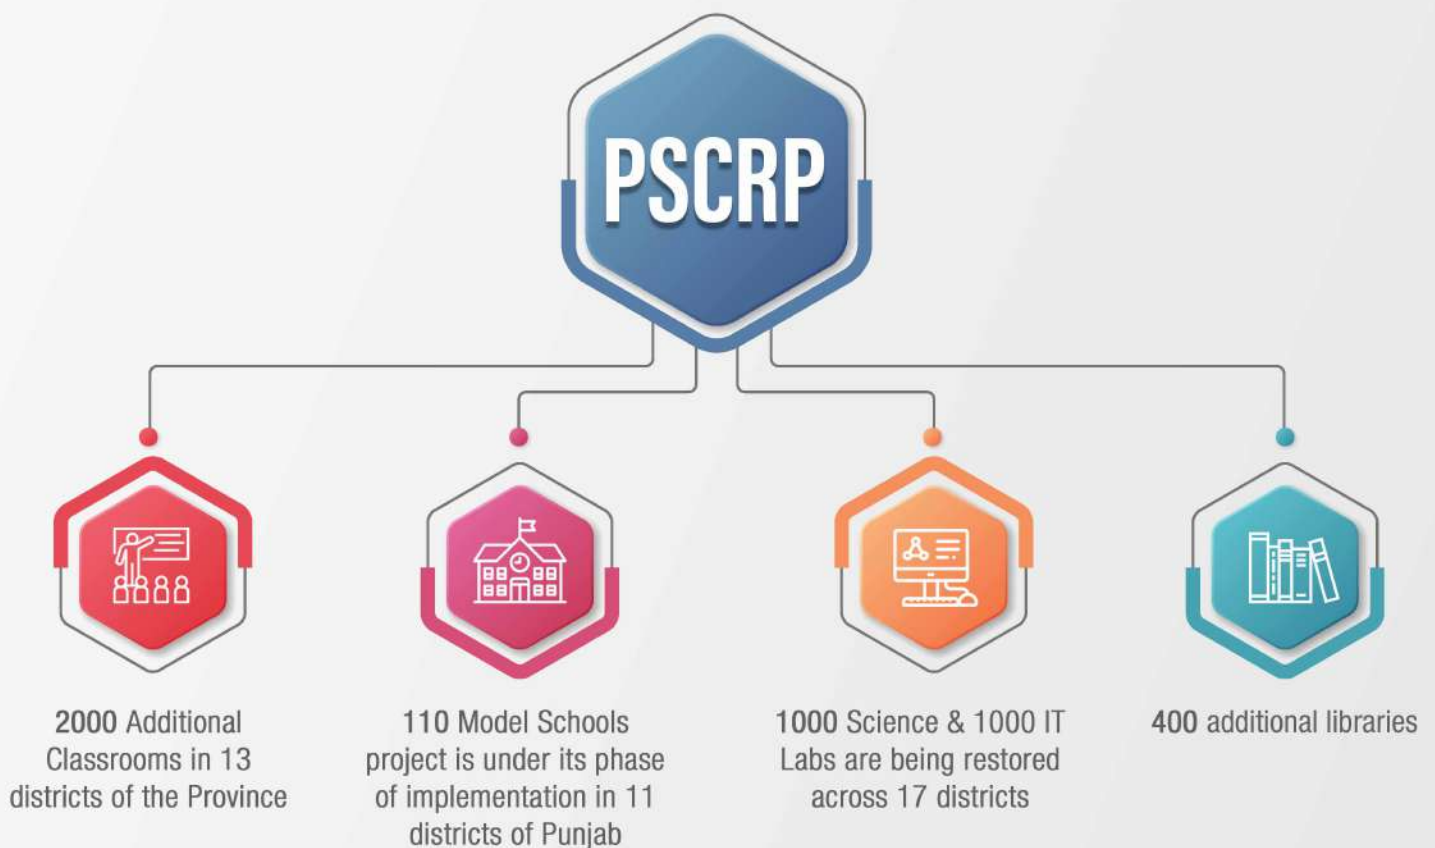 PSCRP
2000 Additional
Classrooms in 13
districts of the Province
110 Model Schools
project is under its phase
of implementation in 11
districts of Punjab
1000 Science & 1000 IT
Labs are being restored
across 17 districts
400 additional libraries